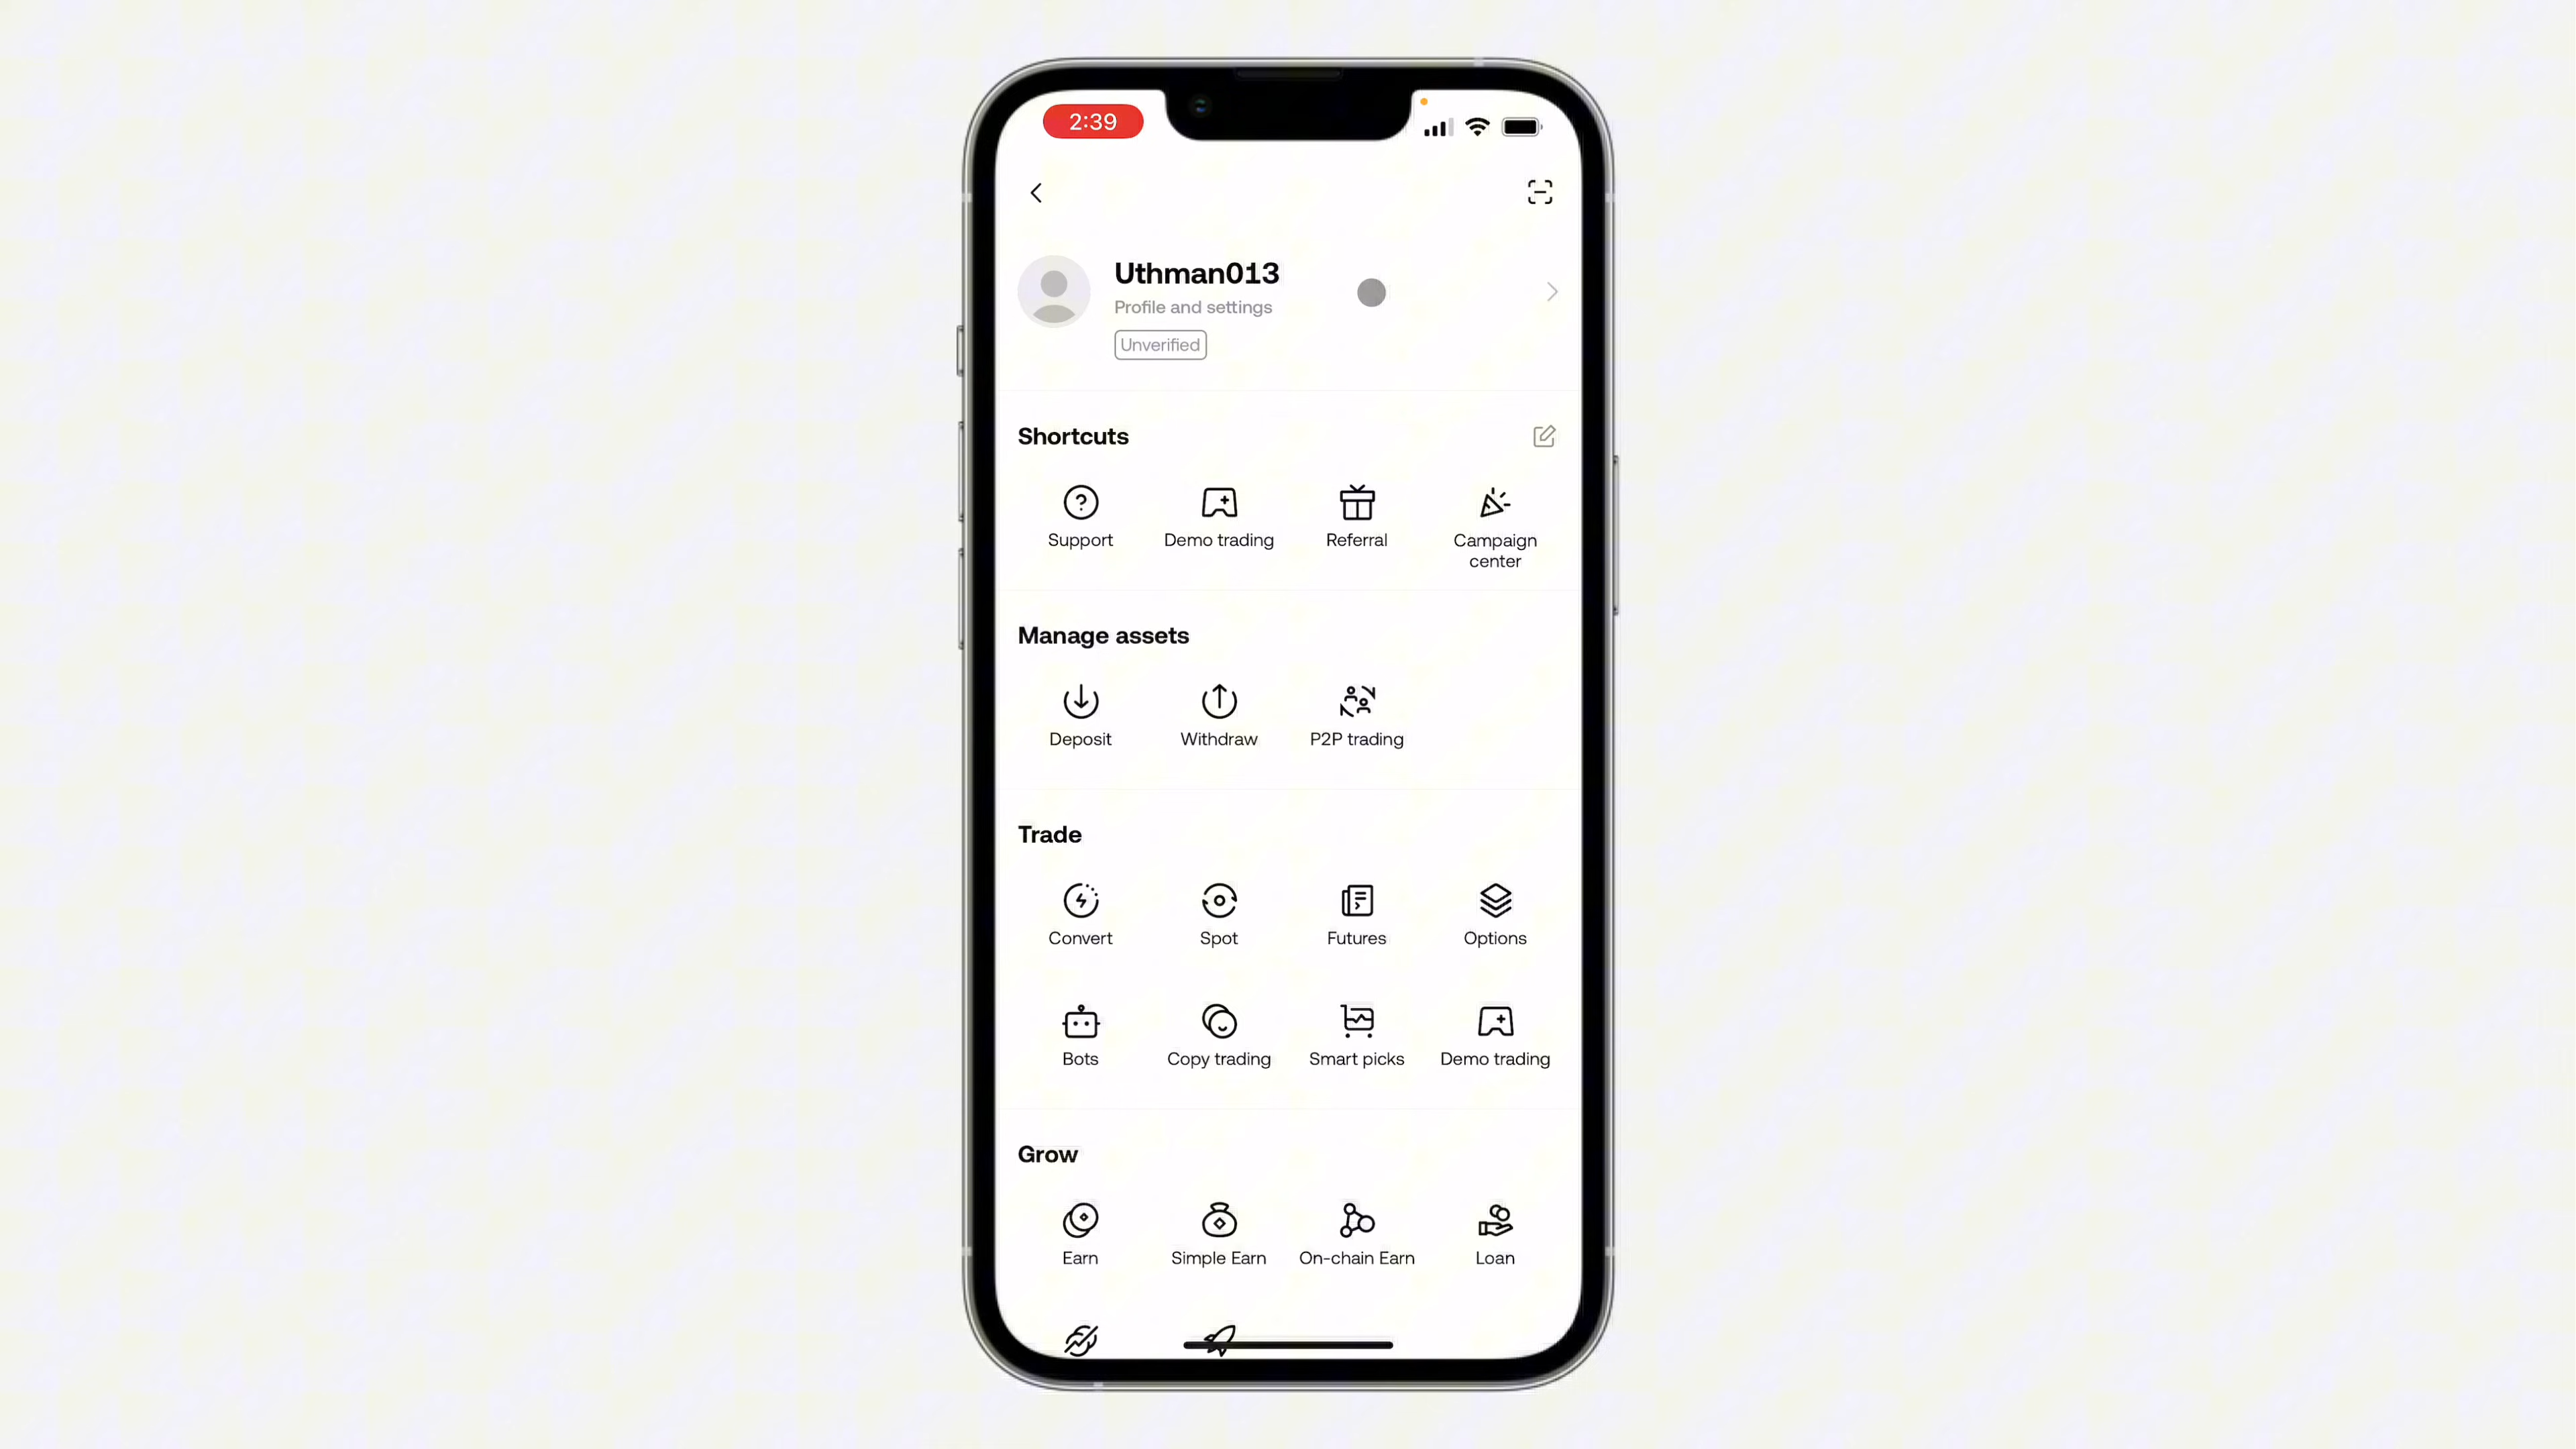 2:39
Uthman013
Profile and settings
Unverified
Shortcuts
Support
Demo trading
Referral
Campaign
center
Manage assets
Deposit
Withdraw
P2P trading
Trade
Convert
Spot
Futures
Options
Bots
Copy trading
Smart picks
Demo trading
Grow
Earn
Simple Earn
On-chain Earn
Loan